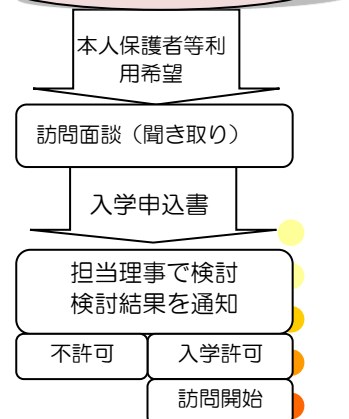 本人保護者等利
用希望
訪問面談（聞き取り）
入学申込書
担当理事で検討
検討結果を通知
不許可
入学許可
訪問開始